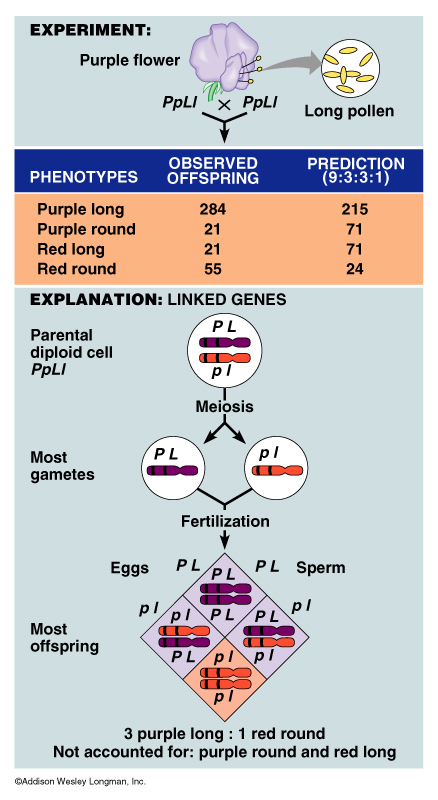 EXPERIMENT:
Purple flower
PpLl × PpLl
Long pollen
PHENOTYPES OBSERVED OFFSPRING PREDICTION (9:3:3:1)
Purple long 284 215
Purple round 21 71
Red long 21 71
Red round 55 24
EXPLANATION: LINKED GENES
Parental
diploid cell
PpLl
P L
p l
Meiosis
Most
gametes
P L
p l
Fertilization
Eggs
P L
P L
Sperm
P L
p l
p l
P L
P L
p l
Most
offspring
P L
p l
p l
p l
3 purple long : 1 red round
Not accounted for: purple round and red long
©Addison Wesley Longman, Inc.